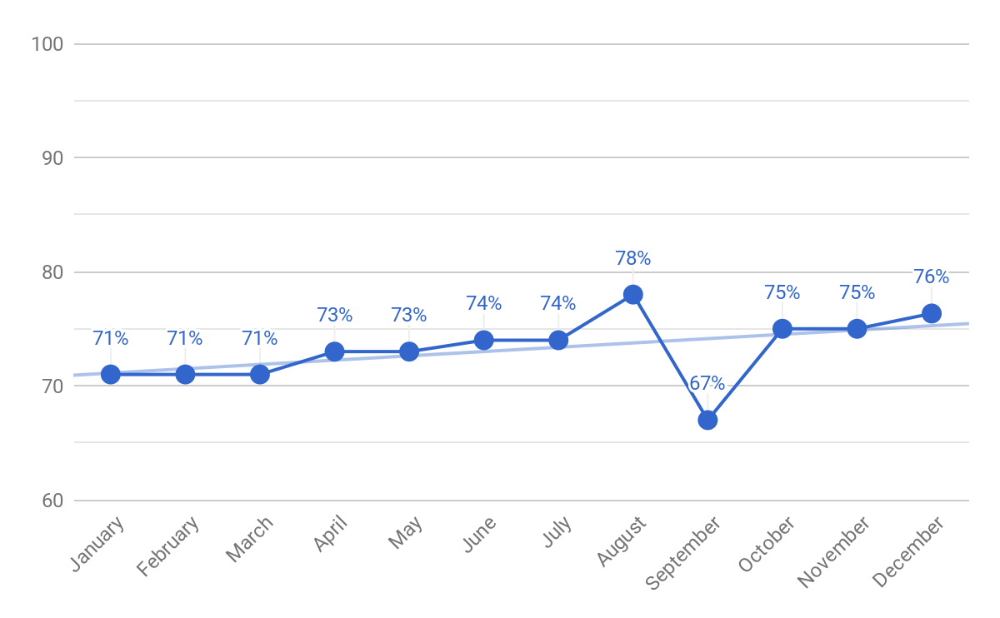 100
90
80
70
60
71%
71%
71%
73%
73%
74%
74%
78%
67%
75%
75%
76%
January
February
March
April
May
June
July
August
September
October
November
December